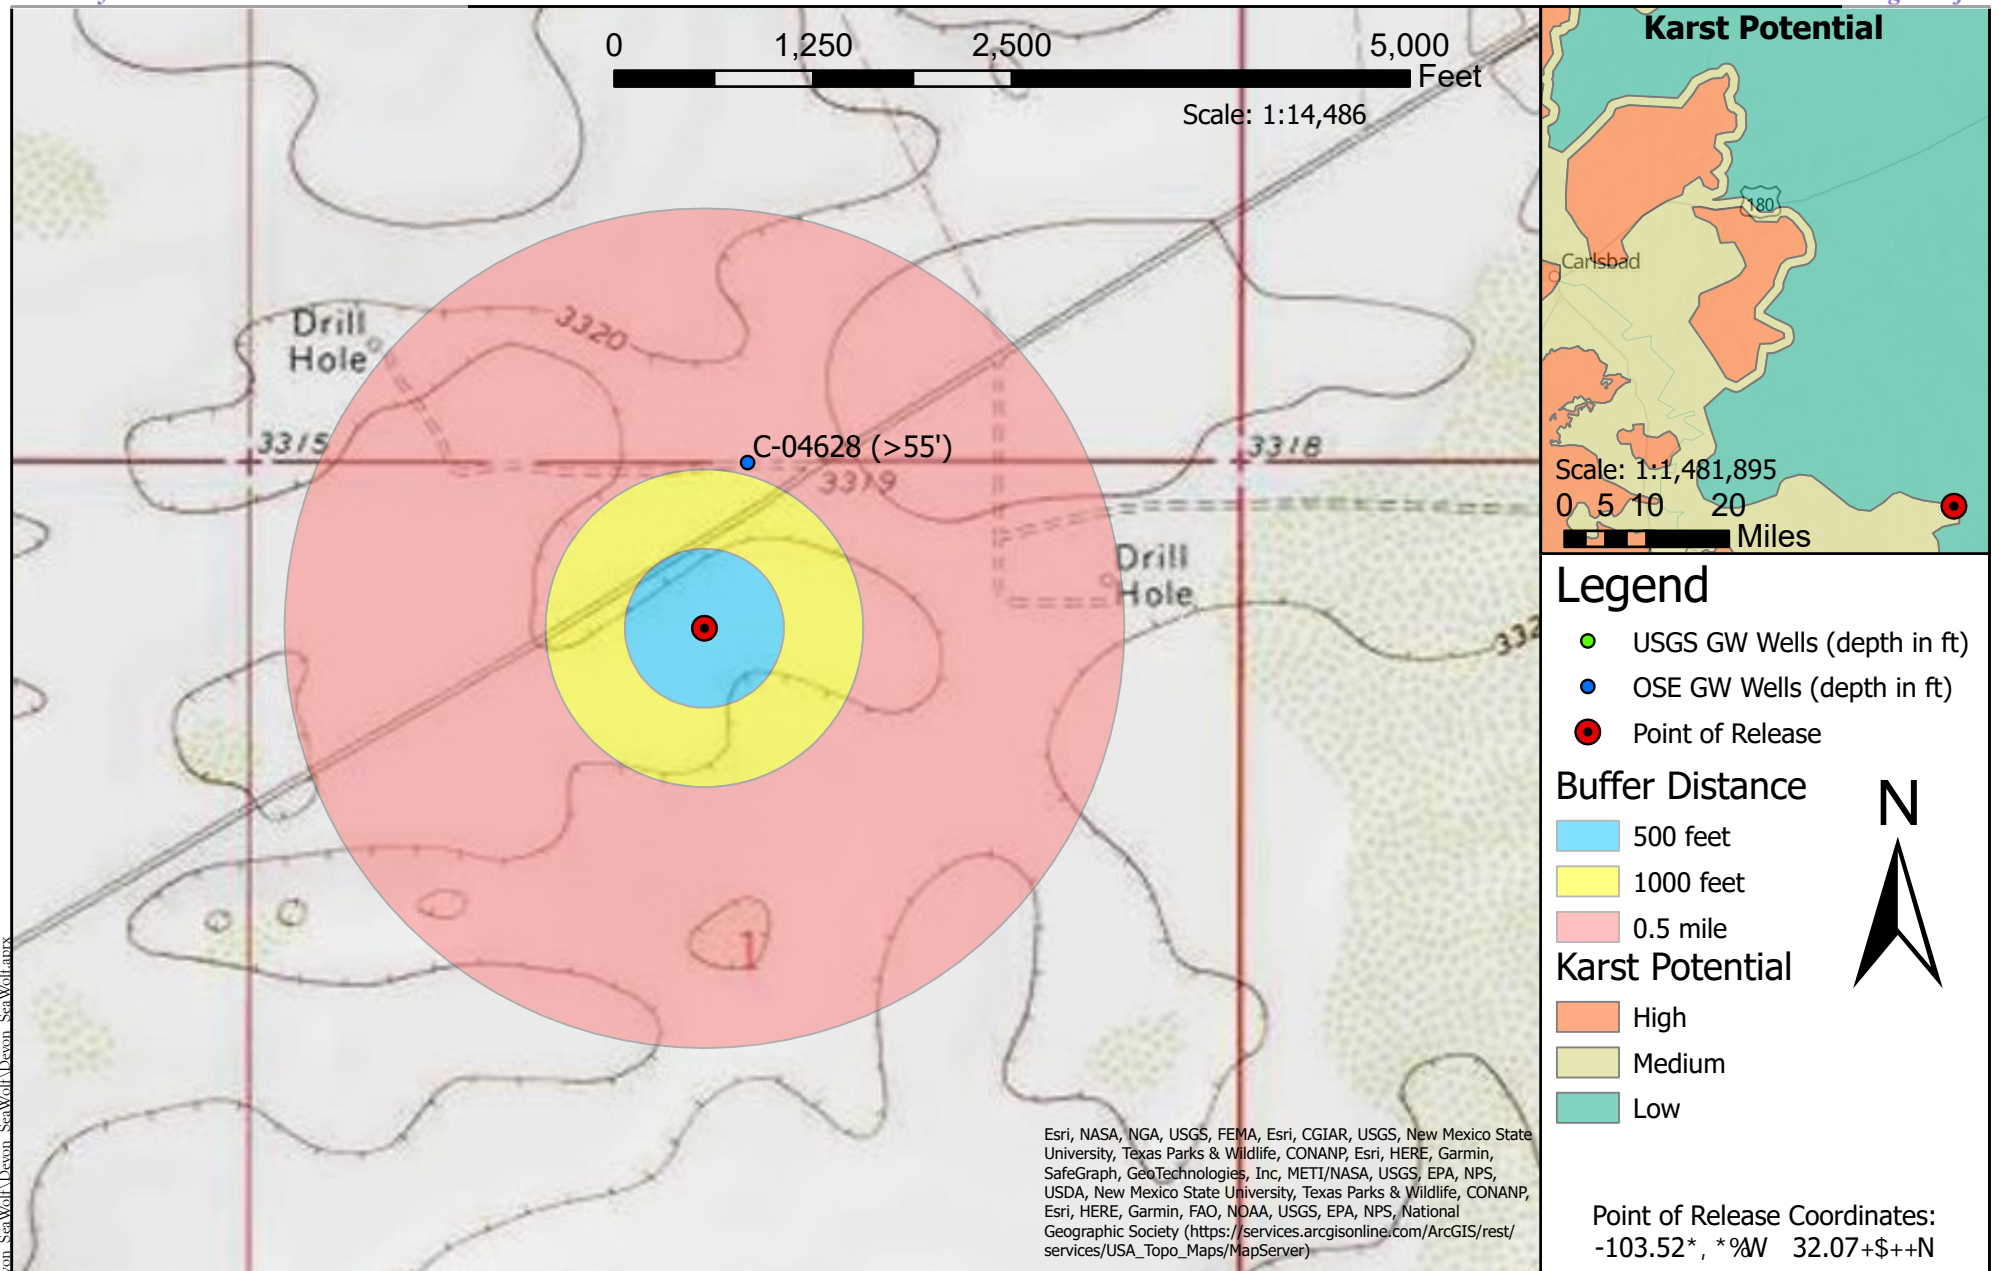 0 1,250 2,500 5,000
Feet
Scale: 1:14,486
Drill
Hole
3320
3315
C-04628 (>55')
3319
3318
Drill
Hole
332
1
Esri, NASA, NGA, USGS, FEMA, Esri, CGIAR, USGS, New Mexico State
University, Texas Parks & Wildlife, CONANP, Esri, HERE, Garmin,
SafeGraph, GeoTechnologies, Inc, METI/NASA, USGS, EPA, NPS,
USDA, New Mexico State University, Texas Parks & Wildlife, CONANP,
Esri, HERE, Garmin, FAO, NOAA, USGS, EPA, NPS, National
Geographic Society (https://services.arcgisonline.com/ArcGIS/rest/
services/USA_Topo_Maps/MapServer)
Karst Potential
180
Carlsbad
Scale: 1:1,481,895
0 5 10 20
Miles
Legend
USGS GW Wells (depth in ft)
OSE GW Wells (depth in ft)
Point of Release
Buffer Distance
500 feet
1000 feet
0.5 mile
N
Karst Potential
High
Medium
Low
Point of Release Coordinates:
-103.52*, *%W 32.07+$++N
SeaWolf\Devon_SeaWolf\Devon_SeaWolf.aprx